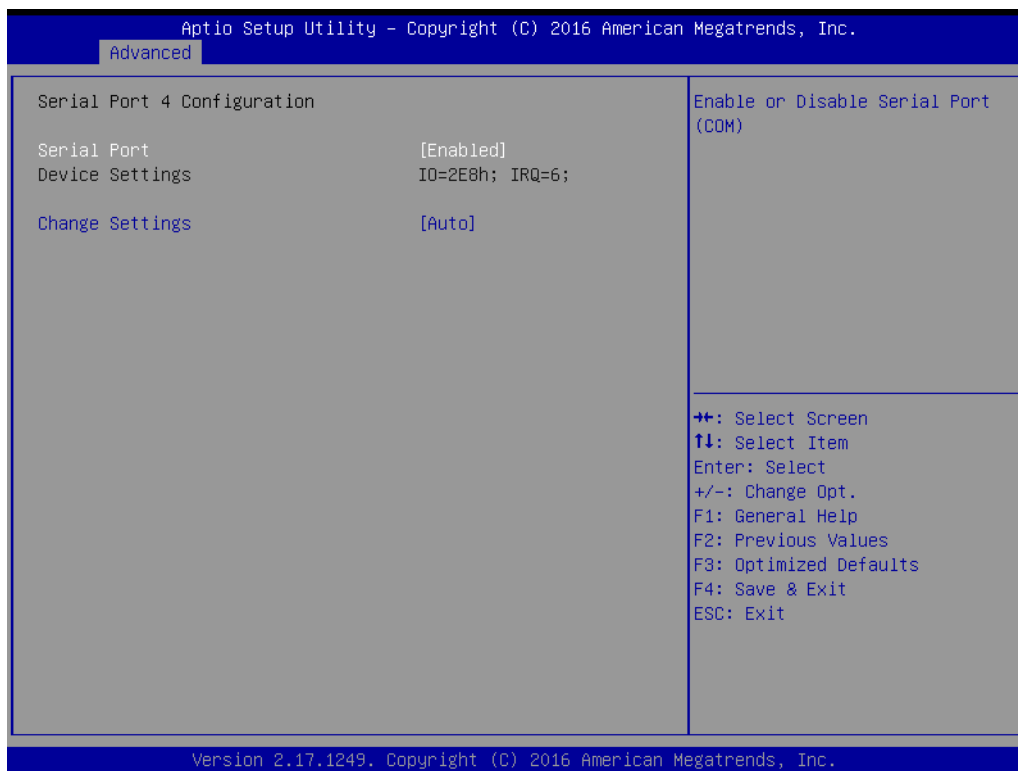 Aptio Setup Utility – Copyright (C) 2016 American Megatrends, Inc.
Advanced
Serial Port 4 Configuration
Serial Port [Enabled]
Device Settings IO=2E8h; IRQ=6;
Change Settings [Auto]
Enable or Disable Serial Port
(COM)
→←: Select Screen
↑↓: Select Item
Enter: Select
+/-: Change Opt.
F1: General Help
F2: Previous Values
F3: Optimized Defaults
F4: Save & Exit
ESC: Exit
Version 2.17.1249. Copyright (C) 2016 American Megatrends, Inc.